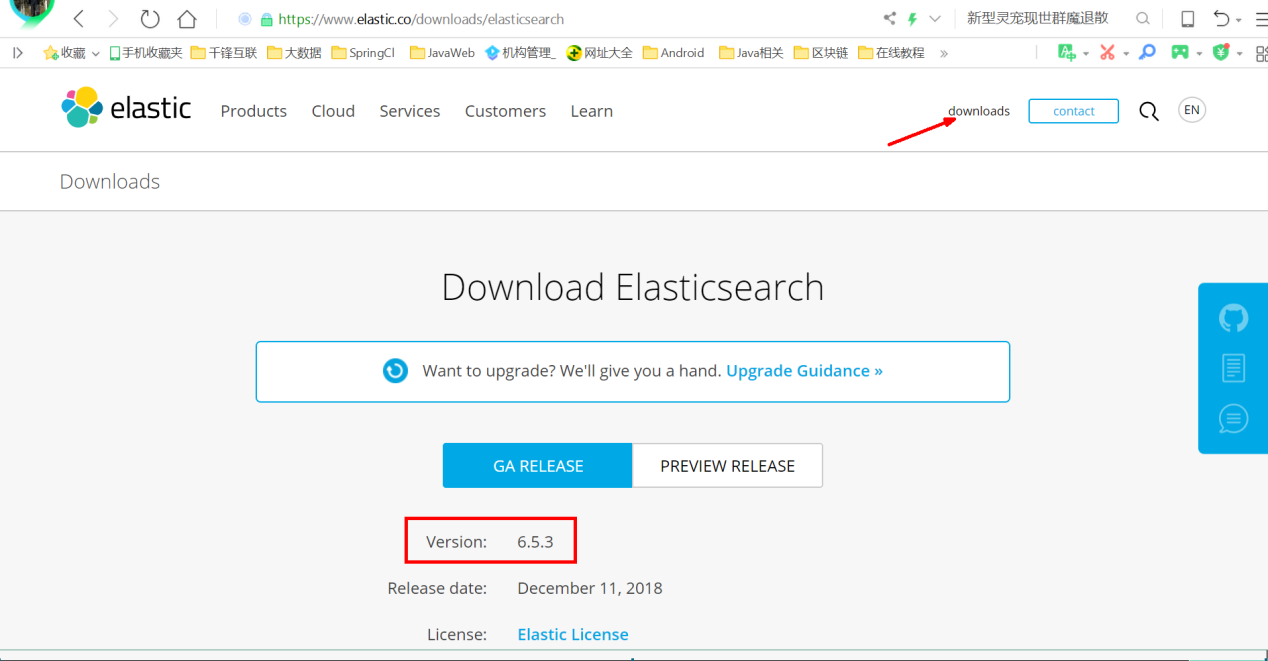 https://www.elastic.co/downloads/elasticsearch 新型灵宠现世群魔退散
收藏 手机收藏夹 千锋互联 大数据 SpringCl JavaWeb 机构管理_ 网址大全 Android Java相关 区块链 在线教程 »
elastic Products Cloud Services Customers Learn downloads contact EN
Downloads
Download Elasticsearch
Want to upgrade? We'll give you a hand. Upgrade Guidance »
GA RELEASE PREVIEW RELEASE
Version: 6.5.3
Release date: December 11, 2018
License: Elastic License